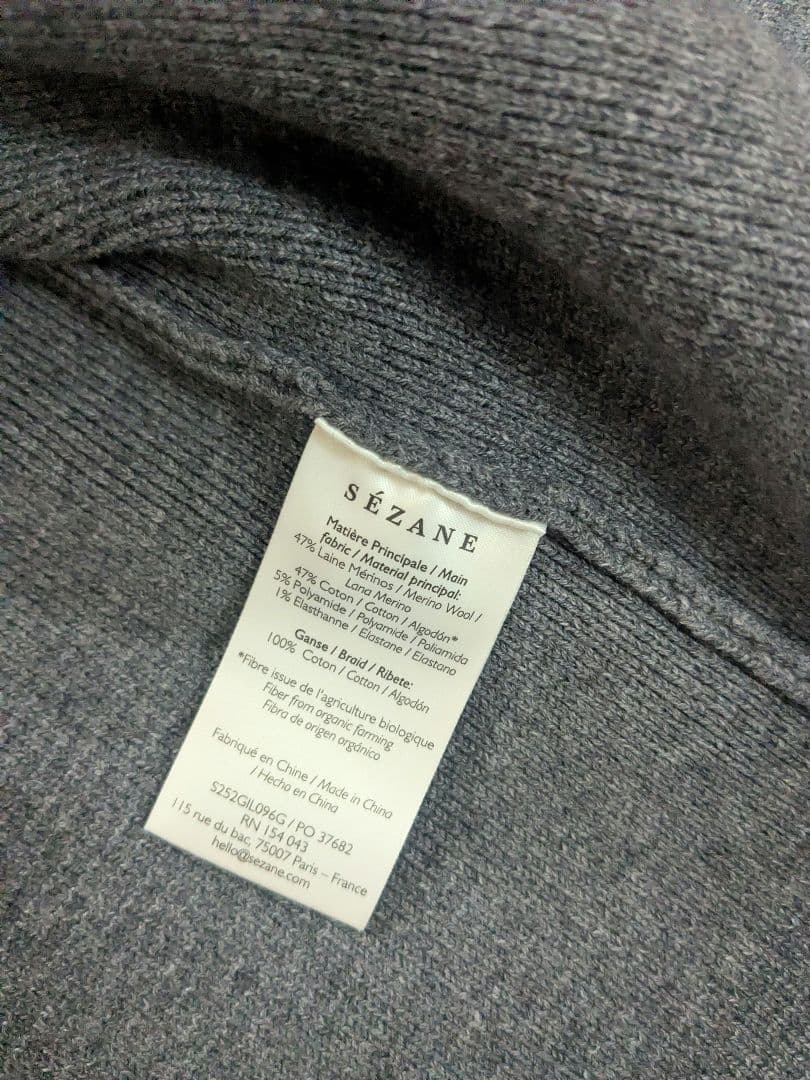 SÉZANE
Matière Principale / Main
fabric / Material principal:
47% Laine Mérinos / Merino Wool /
Lana Merino
47% Coton / Cotton / Algodón*
5% Polyamide / Polyamide / Poliamida
1% Elasthanne / Elastane / Elastano
Ganse / Braid / Ribete:
100% Coton / Cotton / Algodón
*Fibre issue de l'agriculture biologique
Fiber from organic farming
Fibra de origen orgánico
Fabriqué en Chine / Made in China
/ Hecho en China
S252GIL096G / PO 37682
RN 154 043
115 rue du bac, 75007 Paris – France
hello@sezane.com